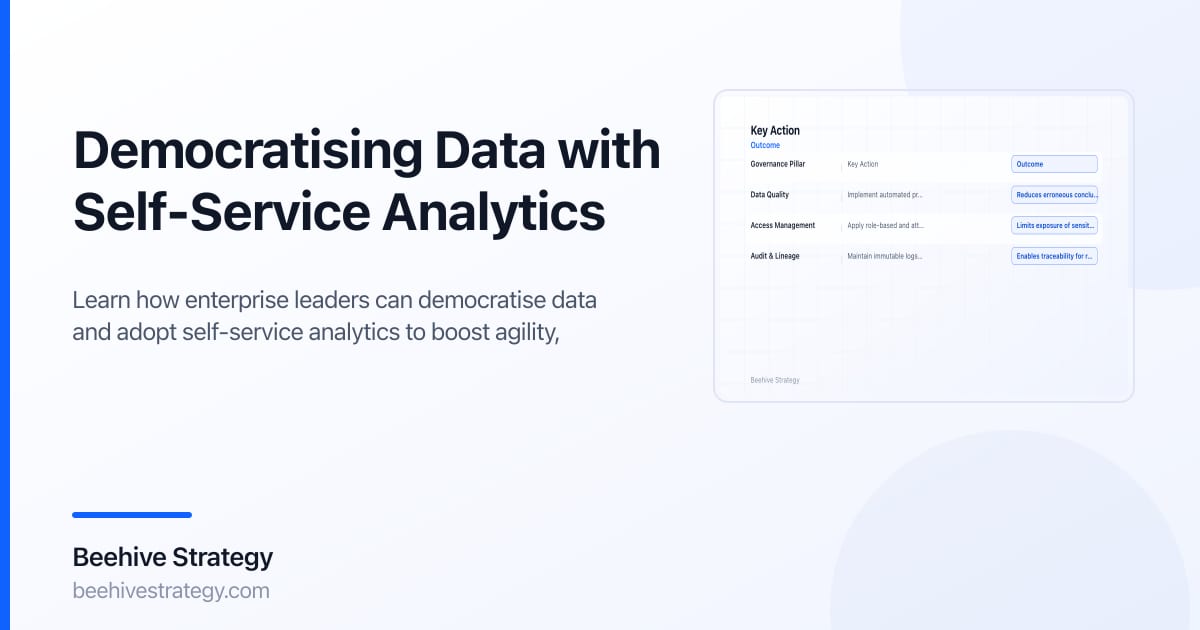 Democratising Data with
Self-Service Analytics
Learn how enterprise leaders can democratise data
and adopt self-service analytics to boost agility,
Beehive Strategy
beehivestrategy.com
Key Action
Outcome
Governance Pillar Key Action Outcome
Data Quality Implement automated pr... Reduces erroneous conclu...
Access Management Apply role-based and att... Limits exposure of sensit...
Audit & Lineage Maintain immutable logs... Enables traceability for r...
Beehive Strategy